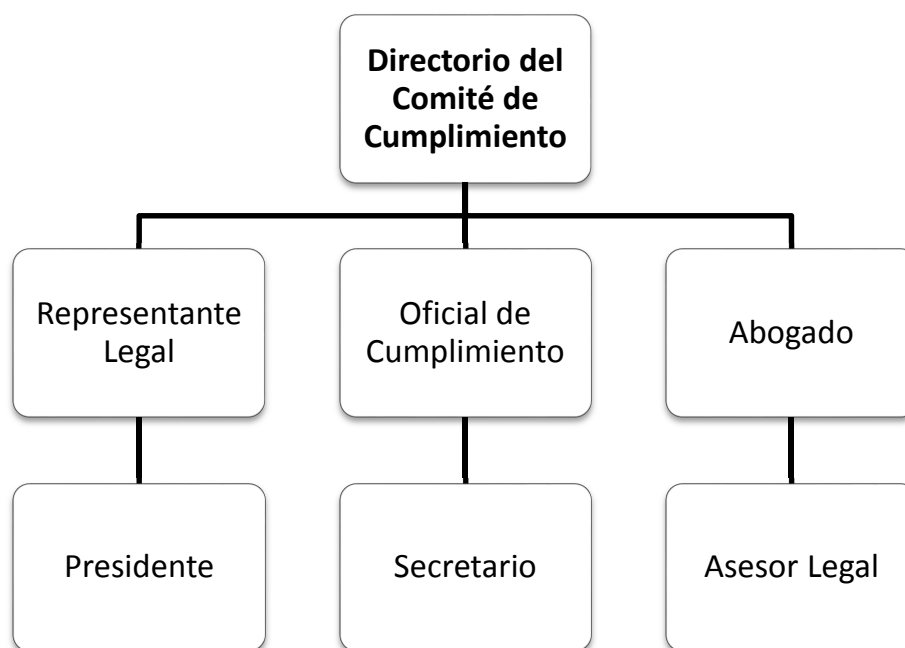 Directorio del
Comité de
Cumplimiento
Representante
Legal
Oficial de
Cumplimiento
Abogado
Presidente
Secretario
Asesor Legal